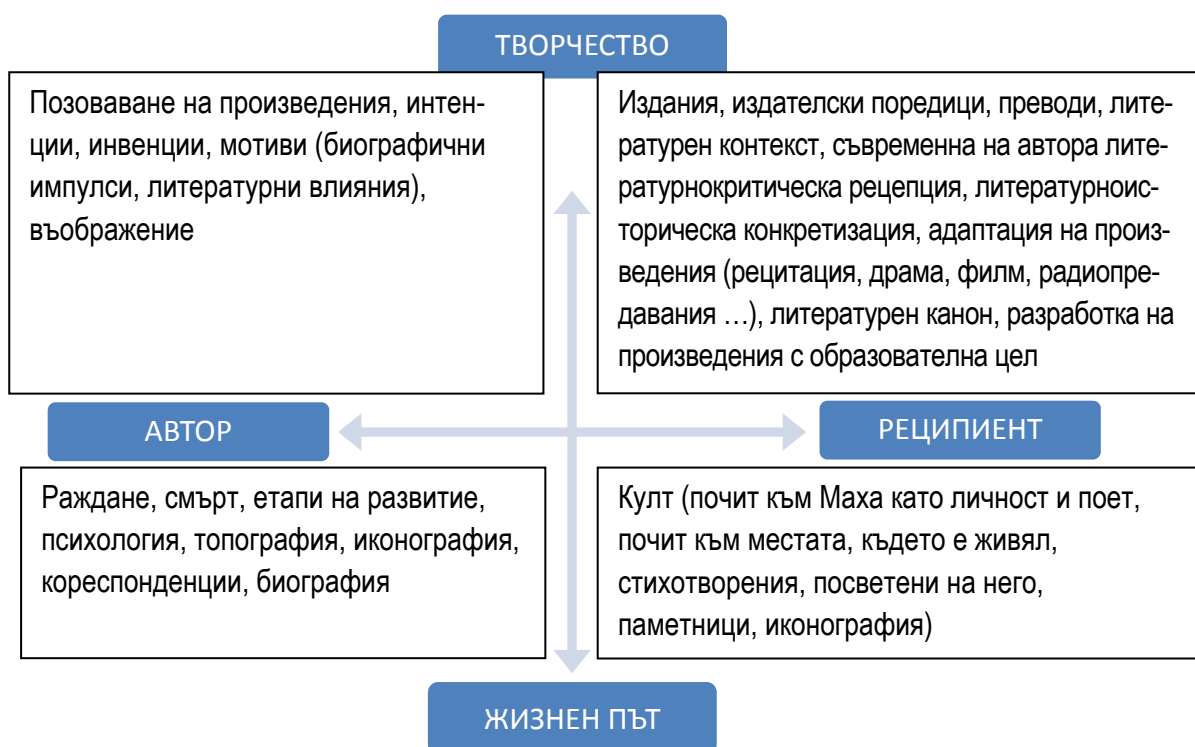 ТВОРЧЕСТВО
Позоваване на произведения, интен-
ции, инвенции, мотиви (биографични
импулси, литературни влияния),
въображение
Издания, издателски поредици, преводи, лите-
ратурен контекст, съвременна на автора лите-
ратурнокритическа рецепция, литературноис-
торическа конкретизация, адаптация на произ-
ведения (рецитация, драма, филм, радиопре-
давания …), литературен канон, разработка на
произведения с образователна цел
АВТОР
РЕЦИПИЕНТ
Раждане, смърт, етапи на развитие,
психология, топография, иконография,
кореспонденции, биография
Култ (почит към Маха като личност и поет,
почит към местата, където е живял,
стихотворения, посветени на него,
паметници, иконография)
ЖИЗНЕН ПЪТ